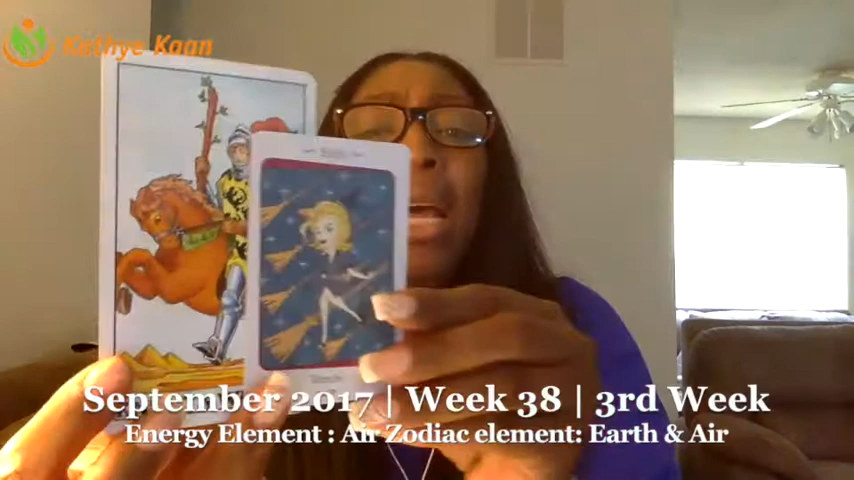 Kathye Kaan
September 2017 | Week 38 | 3rd Week
Energy Element : Air Zodiac element: Earth & Air